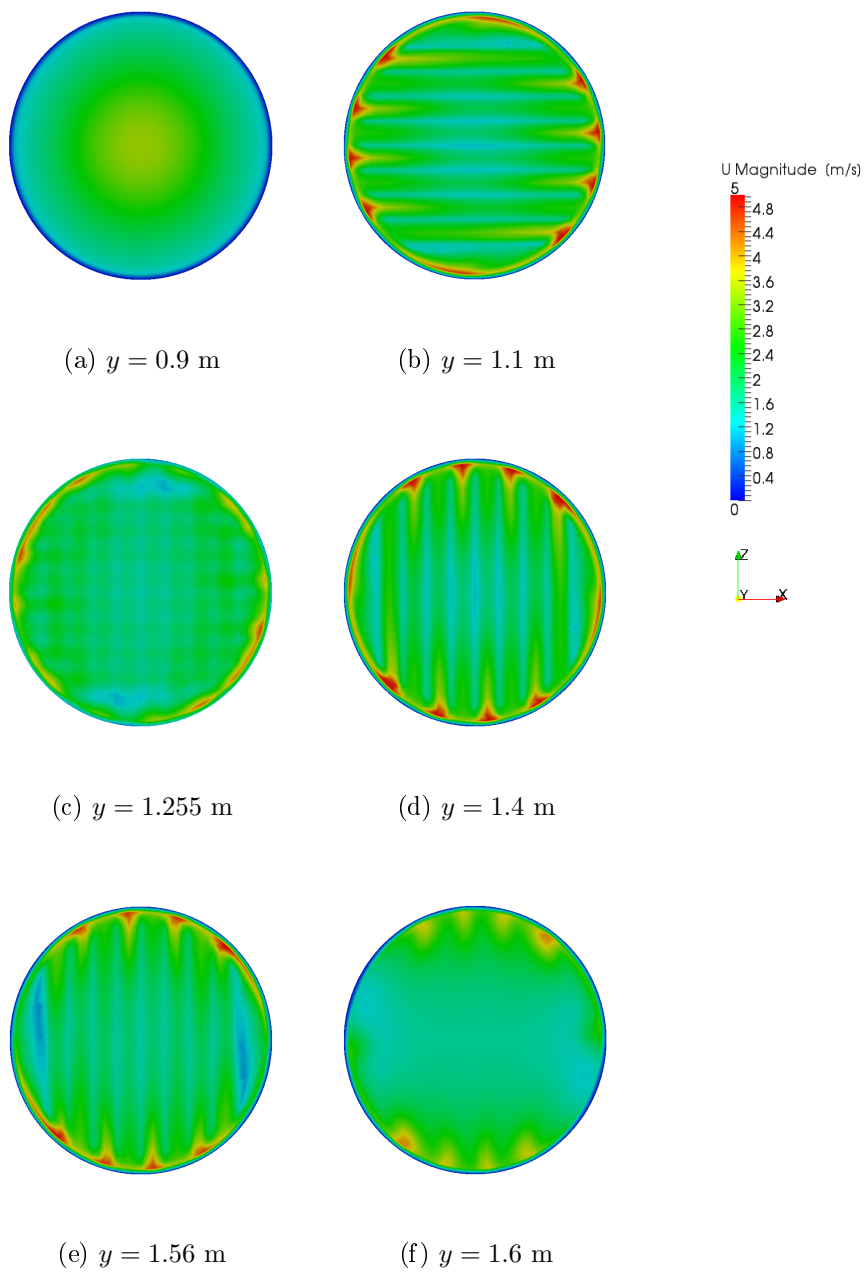 U Magnitude (m/s)
5
4.8
4.4
4
3.6
3.2
2.8
2.4
2
1.6
1.2
0.8
0.4
0
(a) y = 0.9 m
(b) y = 1.1 m
Z
Y
X
(c) y = 1.255 m
(d) y = 1.4 m
(e) y = 1.56 m
(f) y = 1.6 m